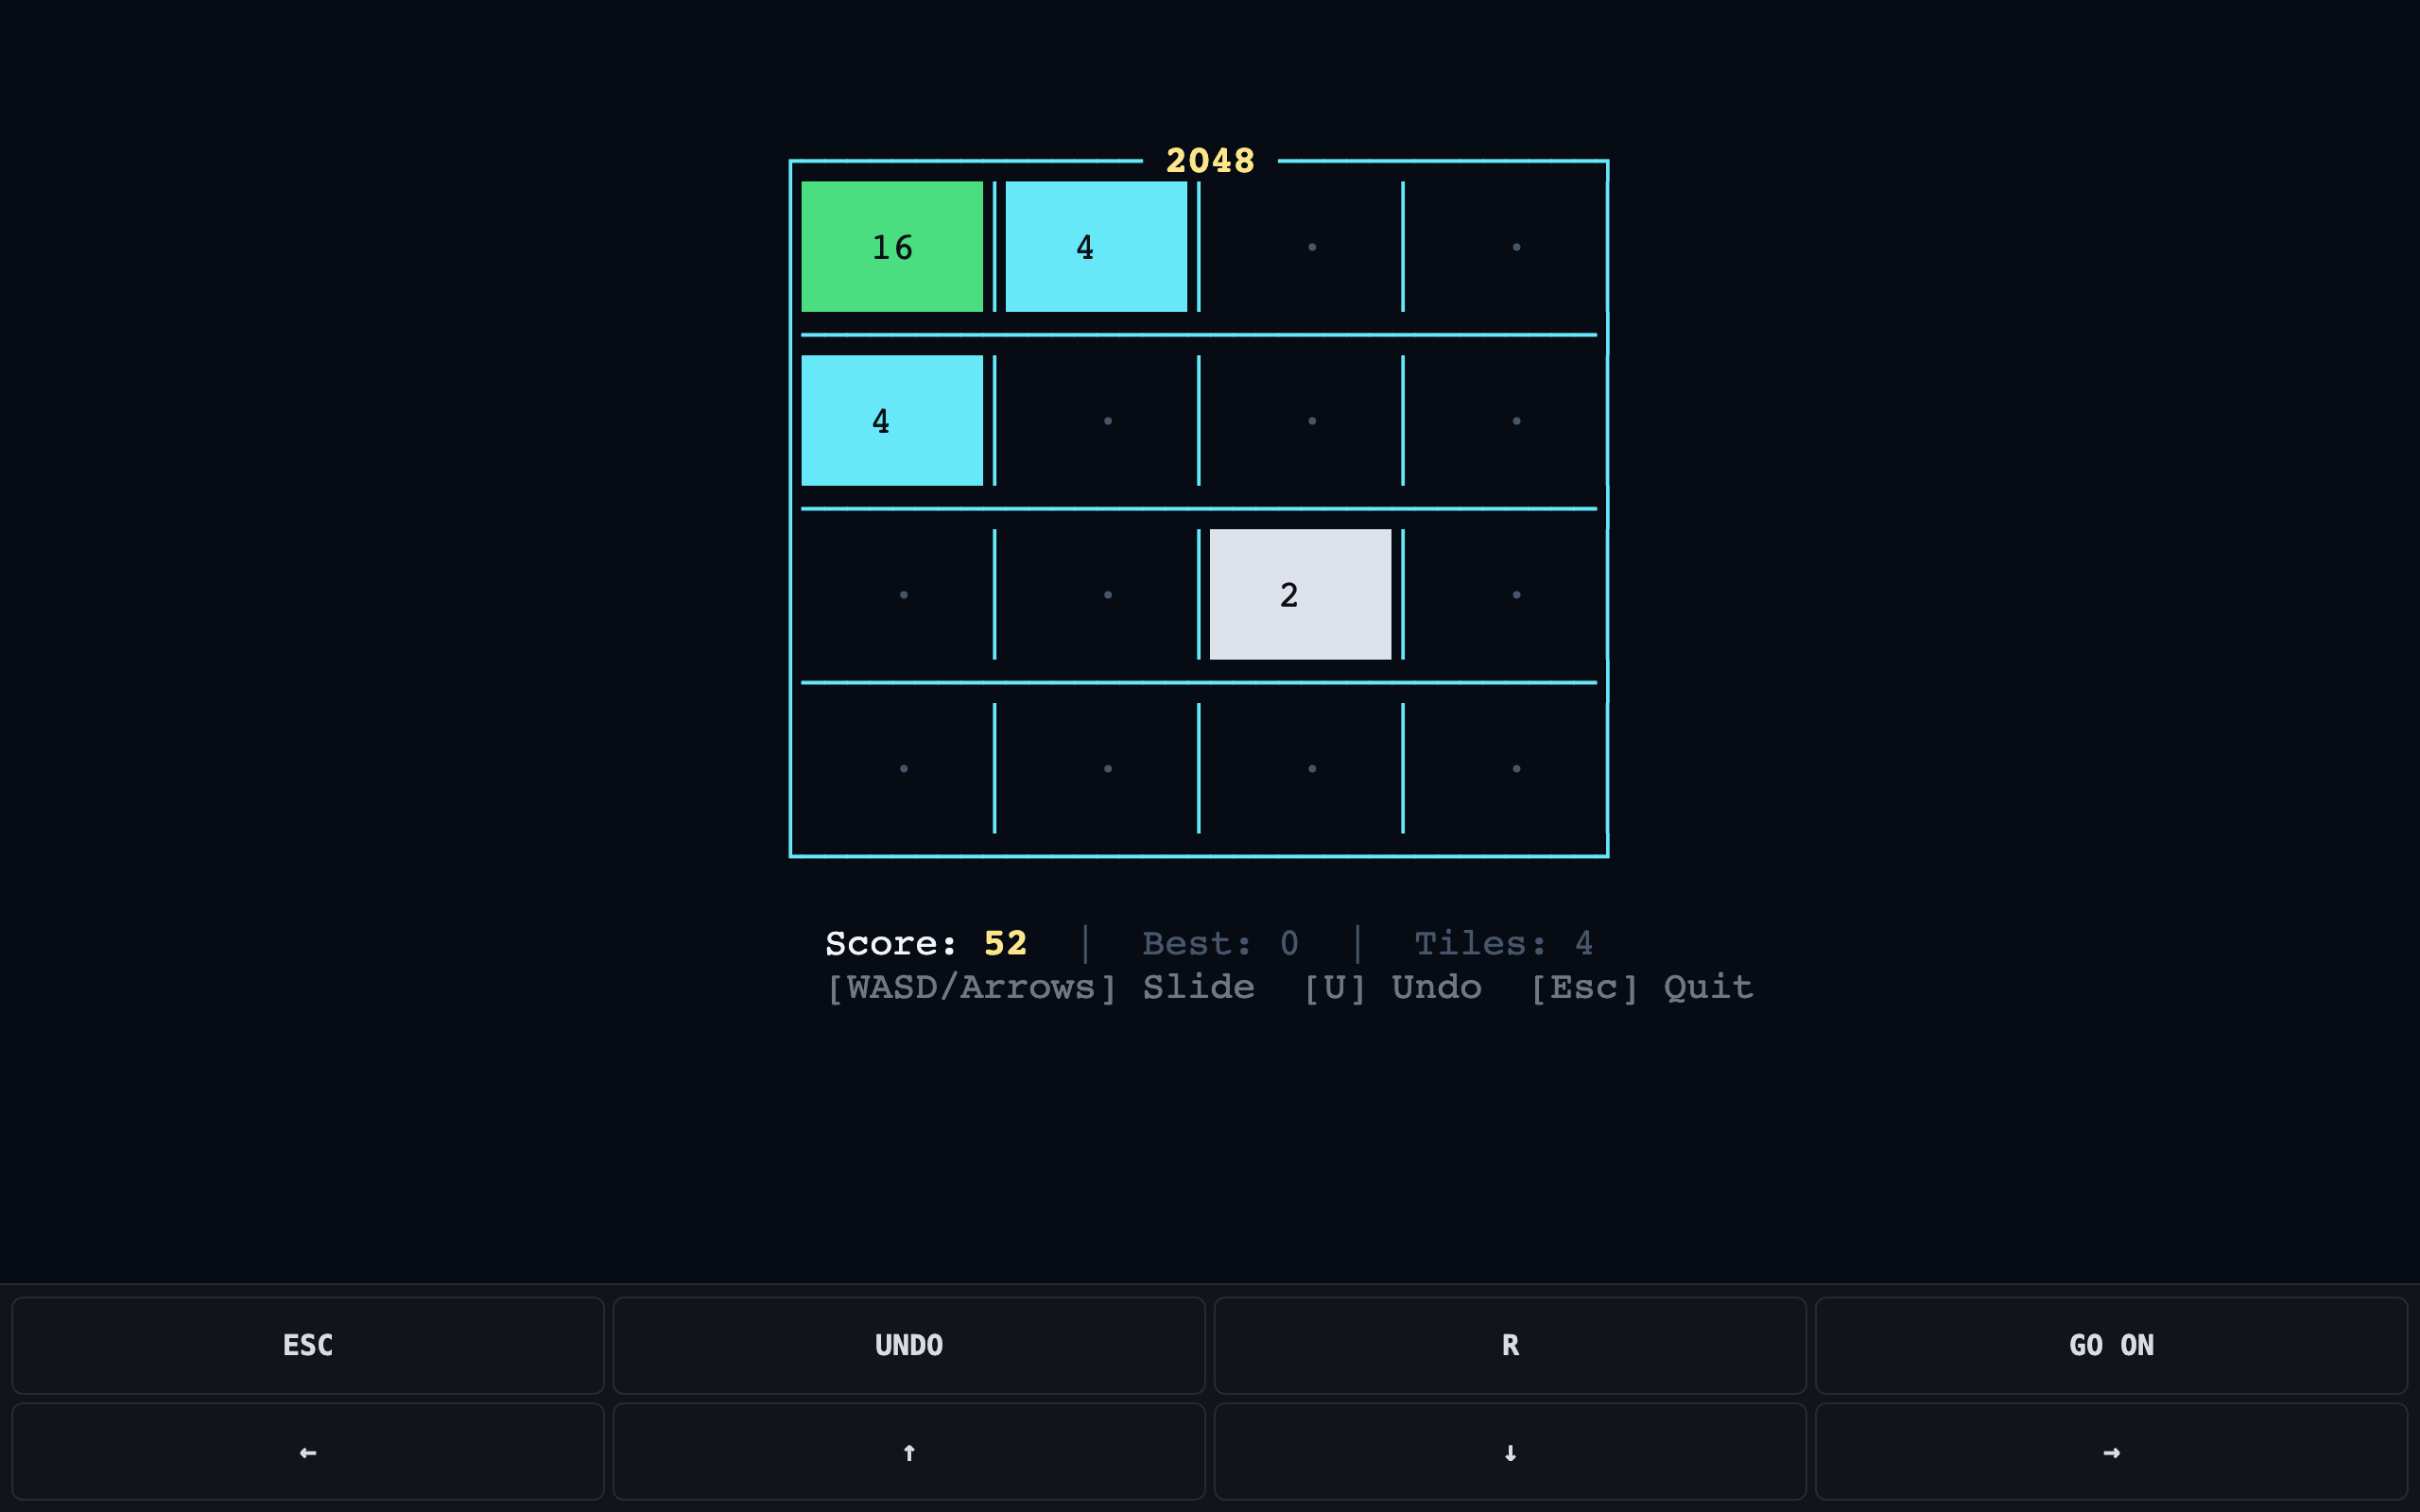 2048
16 4 · ·
4 · · ·
· · 2 ·
· · · ·
Score: 52 │ Best: 0 │ Tiles: 4
[WASD/Arrows] Slide [U] Undo [Esc] Quit
ESC UNDO R GO ON
← ↑ ↓ →